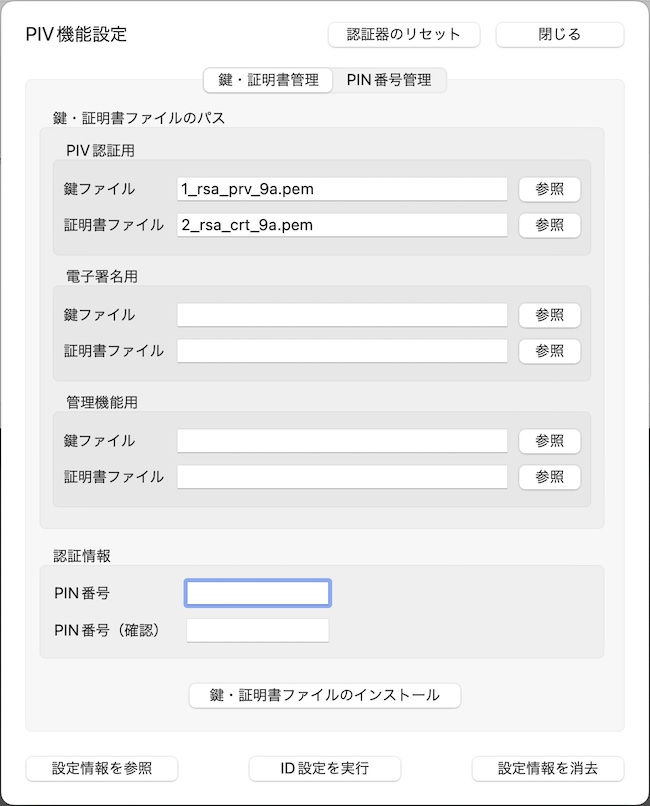 PIV機能設定 認証器のリセット 閉じる
鍵・証明書管理 PIN番号管理
鍵・証明書ファイルのパス
PIV認証用
鍵ファイル 1_rsa_prv_9a.pem 参照
証明書ファイル 2_rsa_crt_9a.pem 参照
電子署名用
鍵ファイル 参照
証明書ファイル 参照
管理機能用
鍵ファイル 参照
証明書ファイル 参照
認証情報
PIN番号
PIN番号（確認）
鍵・証明書ファイルのインストール
設定情報を参照 ID設定を実行 設定情報を消去